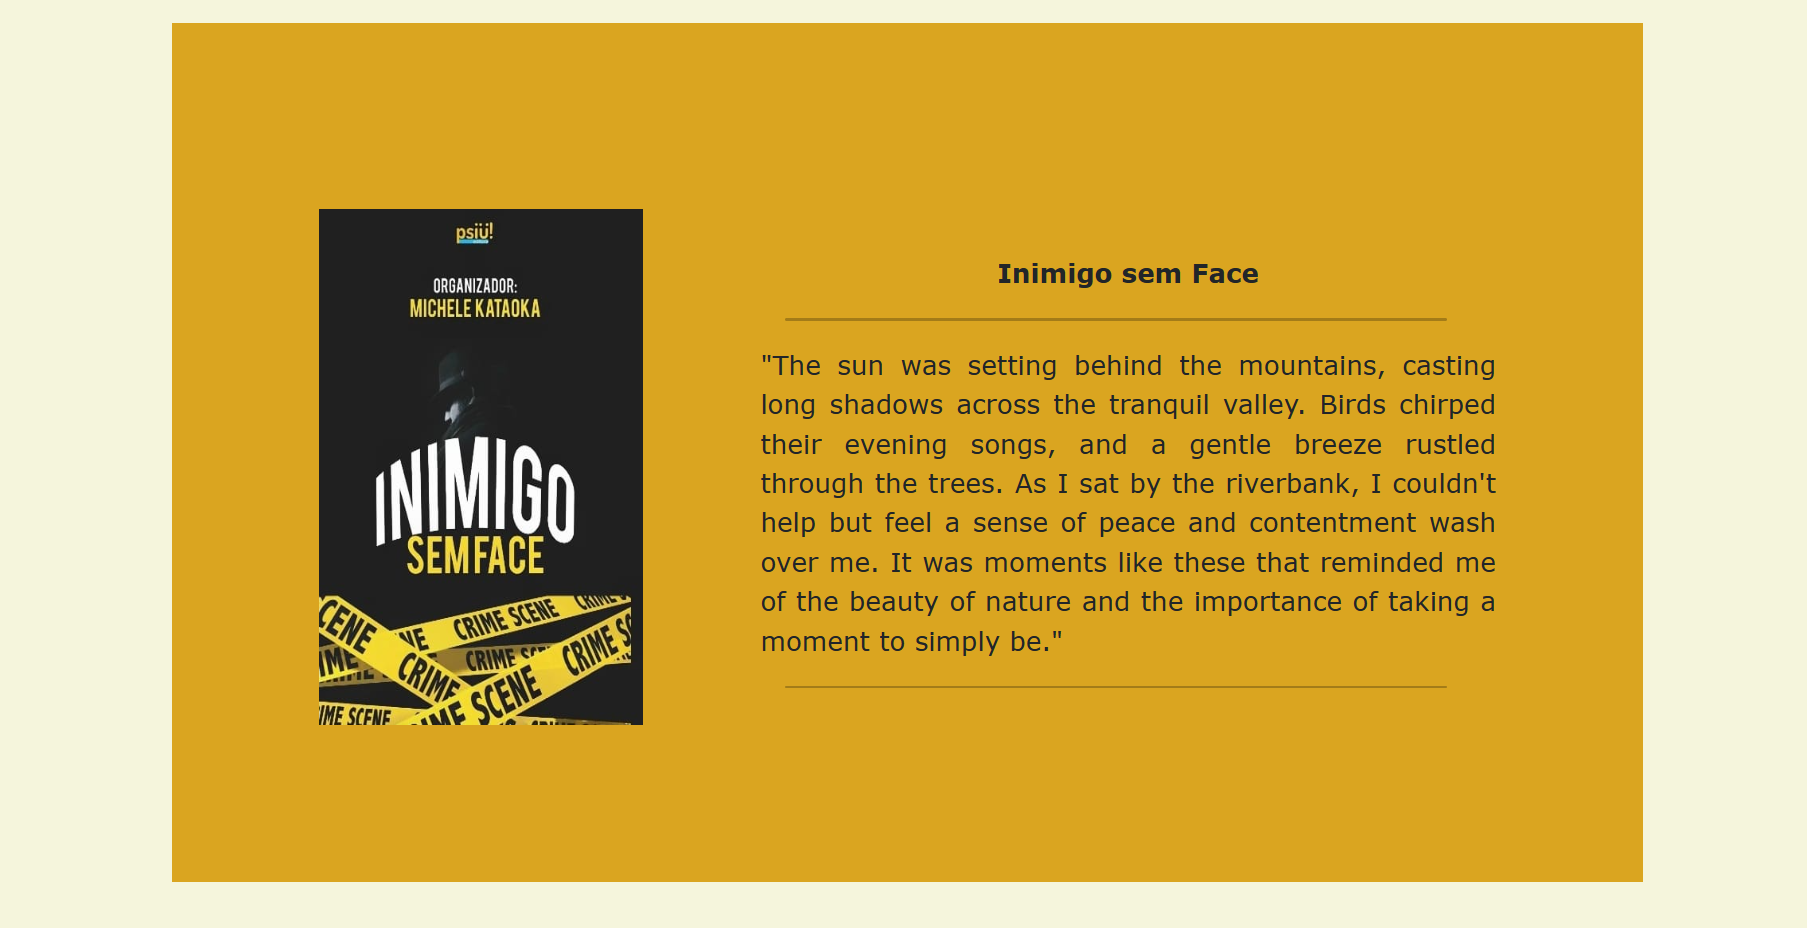 psiü!
ORGANIZADOR:
MICHELE KATAOKA
INIMIGO
SEM FACE
CRIME SCENE
CRIME SCENE
CRIME
SCENE
Inimigo sem Face
"The sun was setting behind the mountains, casting
long shadows across the tranquil valley. Birds chirped
their evening songs, and a gentle breeze rustled
through the trees. As I sat by the riverbank, I couldn't
help but feel a sense of peace and contentment wash
over me. It was moments like these that reminded me
of the beauty of nature and the importance of taking a
moment to simply be."